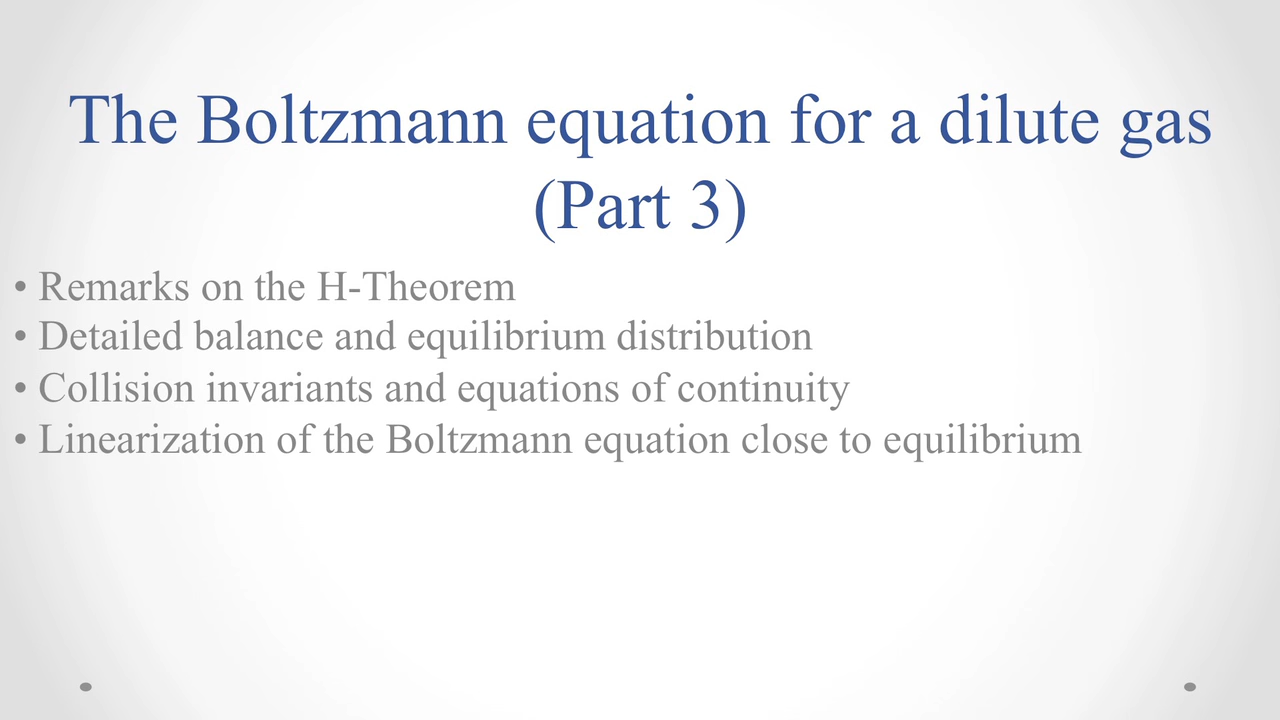 The Boltzmann equation for a dilute gas
(Part 3)
• Remarks on the H-Theorem
• Detailed balance and equilibrium distribution
• Collision invariants and equations of continuity
• Linearization of the Boltzmann equation close to equilibrium